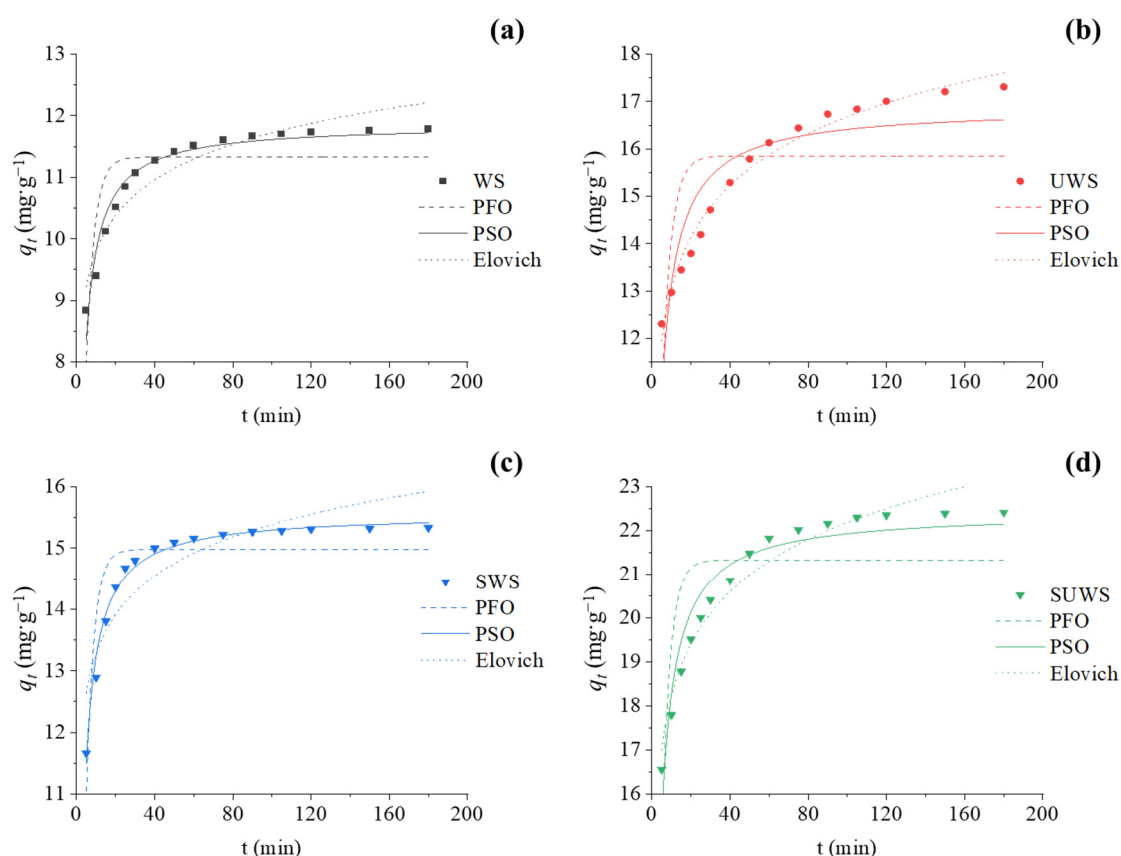 (a)
13
12
11
10
9
8
0
40
80
120
160
200
qₜ (mg·g⁻¹)
t (min)
WS
PFO
PSO
Elovich
(b)
18
17
16
15
14
13
12
0
40
80
120
160
200
qₜ (mg·g⁻¹)
t (min)
UWS
PFO
PSO
Elovich
(c)
16
15
14
13
12
11
0
40
80
120
160
200
qₜ (mg·g⁻¹)
t (min)
SWS
PFO
PSO
Elovich
(d)
23
22
21
20
19
18
17
16
0
40
80
120
160
200
qₜ (mg·g⁻¹)
t (min)
SUWS
PFO
PSO
Elovich